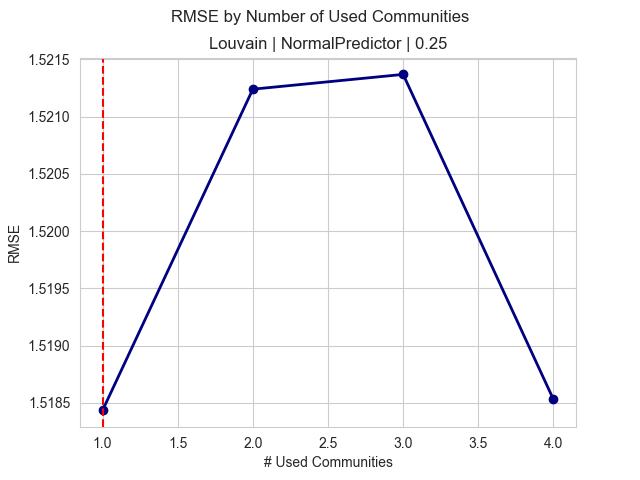 RMSE by Number of Used Communities
Louvain | NormalPredictor | 0.25
1.5215
1.5210
1.5205
1.5200
1.5195
1.5190
1.5185
RMSE
1.0 1.5 2.0 2.5 3.0 3.5 4.0
# Used Communities